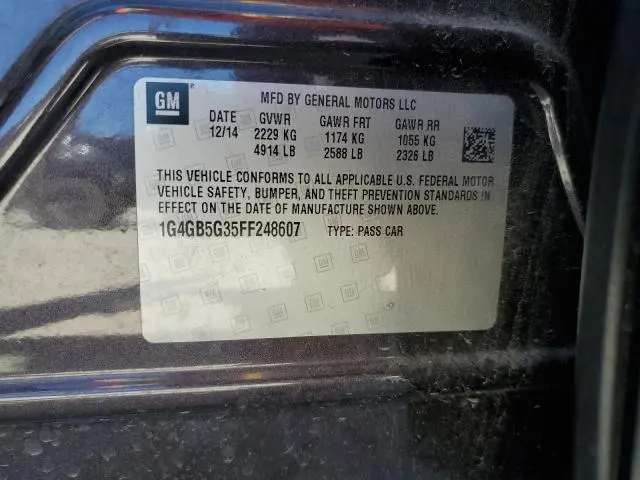 GM
MFD BY GENERAL MOTORS LLC
DATE GVWR GAWR FRT GAWR RR
12/14 2229 KG 1174 KG 1055 KG
4914 LB 2588 LB 2326 LB
THIS VEHICLE CONFORMS TO ALL APPLICABLE U.S. FEDERAL MOTOR
VEHICLE SAFETY, BUMPER, AND THEFT PREVENTION STANDARDS IN
EFFECT ON THE DATE OF MANUFACTURE SHOWN ABOVE.
1G4GB5G35FF248607 TYPE: PASS CAR